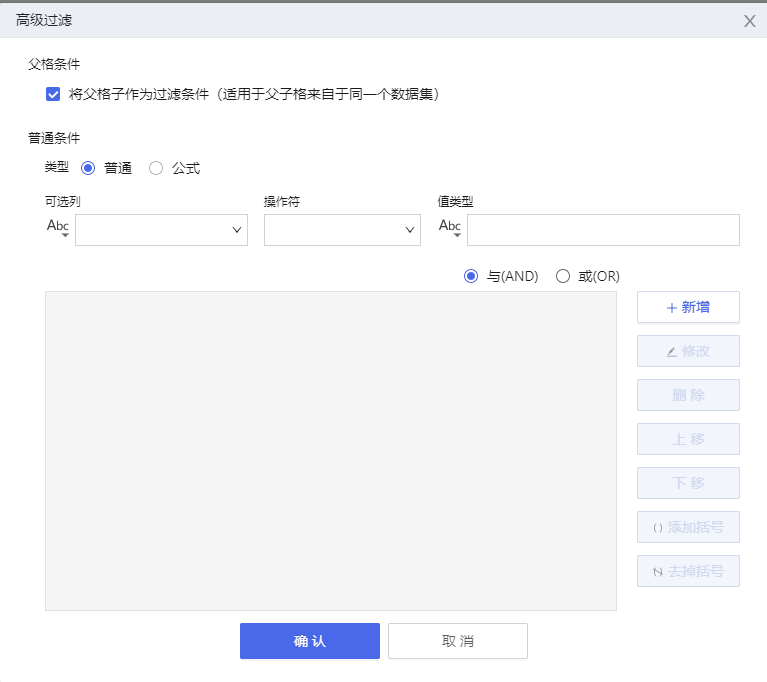 高级过滤
父格条件
将父格子作为过滤条件（适用于父子格来自于同一个数据集）
普通条件
类型 普通 公式
可选列 操作符 值类型
Abc Abc
与(AND) 或(OR)
+ 新增
修改
删 除
上 移
下 移
() 添加括号
去掉括号
确 认 取 消